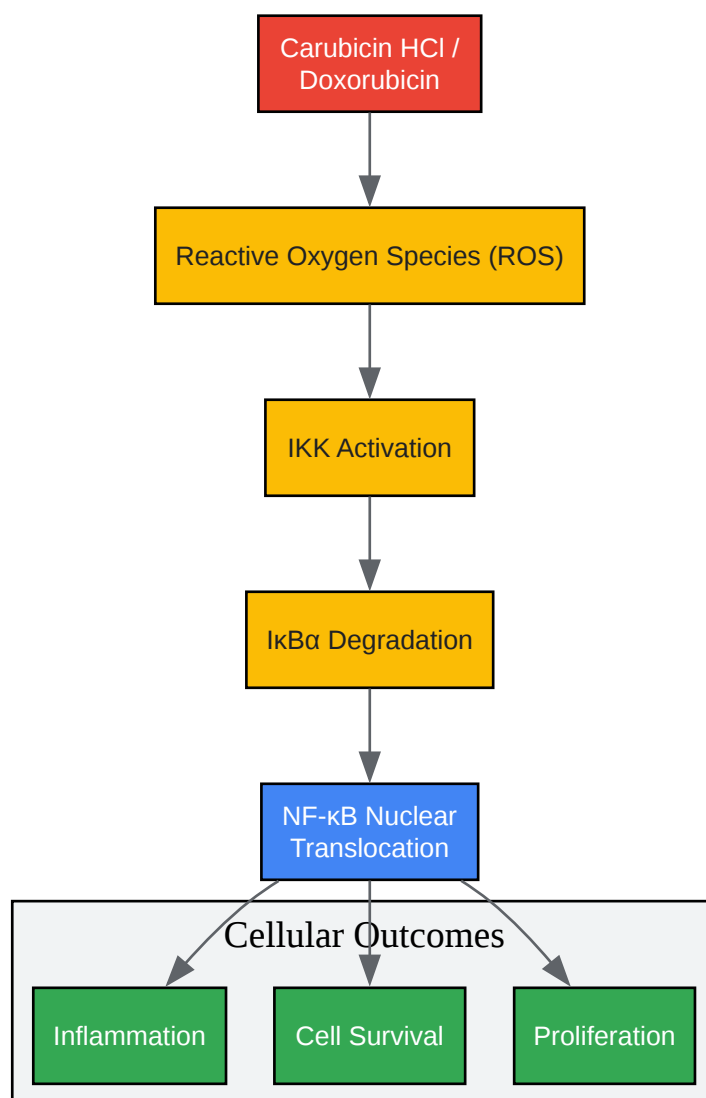 Carubicin HCl /
Doxorubicin
Reactive Oxygen Species (ROS)
IKK Activation
IκBα Degradation
NF-κB Nuclear
Translocation
Cellular Outcomes
Inflammation
Cell Survival
Proliferation